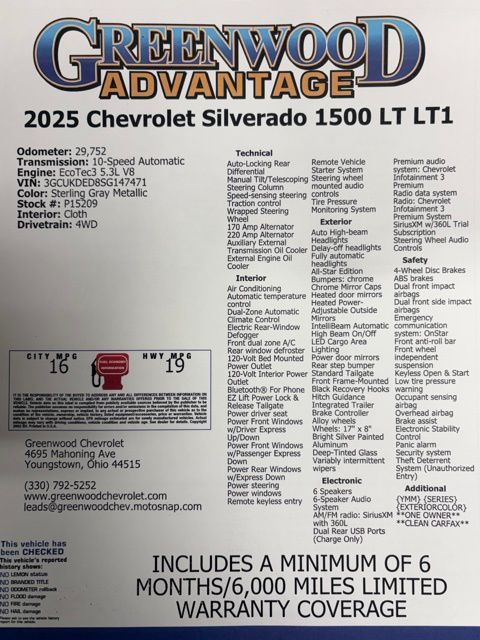 GREENWOOD
ADVANTAGE
2025 Chevrolet Silverado 1500 LT LT1
Odometer: 29,752
Transmission: 10-Speed Automatic
Engine: EcoTec3 5.3L V8
VIN: 3GCUKDED8SG147471
Color: Sterling Gray Metallic
Stock #: P15209
Interior: Cloth
Drivetrain: 4WD
CITY MPG
16
HWY MPG
19
Greenwood Chevrolet
4695 Mahoning Ave
Youngstown, Ohio 44515
(330) 792-5252
www.greenwoodchevrolet.com
leads@greenwoodchev.motosnap.com
This vehicle has
been CHECKED
This vehicle's reported
history shows:
NO LEMON status
NO BRANDED TITLE
NO ODOMETER rollback
NO FLOOD damage
NO FIRE damage
NO HAIL damage
Technical
Auto-Locking Rear
Differential
Manual Tilt/Telescoping
Steering Column
Speed-sensing steering
Traction control
Wrapped Steering
Wheel
170 Amp Alternator
220 Amp Alternator
Auxiliary External
Transmission Oil Cooler
External Engine Oil
Cooler
Interior
Air Conditioning
Automatic temperature
control
Dual-Zone Automatic
Climate Control
Electric Rear-Window
Defogger
Front dual zone A/C
Rear window defroster
120-Volt Bed Mounted
Power Outlet
120-Volt Interior Power
Outlet
Bluetooth® For Phone
EZ Lift Power Lock &
Release Tailgate
Power driver seat
Power Front Windows
w/Driver Express
Up/Down
Power Front Windows
w/Passenger Express
Down
Power Rear Windows
w/Express Down
Power steering
Power windows
Remote keyless entry
Remote Vehicle
Starter System
Steering wheel
mounted audio
controls
Tire Pressure
Monitoring System
Exterior
Auto High-beam
Headlights
Delay-off headlights
Fully automatic
headlights
All-Star Edition
Bumpers: chrome
Chrome Mirror Caps
Heated door mirrors
Heated Power-
Adjustable Outside
Mirrors
IntelliBeam Automatic
High Beam On/Off
LED Cargo Area
Lighting
Power door mirrors
Rear step bumper
Standard Tailgate
Front Frame-Mounted
Black Recovery Hooks
Hitch Guidance
Integrated Trailer
Brake Controller
Alloy wheels
Wheels: 17" x 8"
Bright Silver Painted
Aluminum
Deep-Tinted Glass
Variably intermittent
wipers
Electronic
6 Speakers
6-Speaker Audio
System
AM/FM radio: SiriusXM
with 360L
Dual Rear USB Ports
(Charge Only)
Premium audio
system: Chevrolet
Infotainment 3
Premium
Radio data system
Radio: Chevrolet
Infotainment 3
Premium System
SiriusXM w/360L Trial
Subscription
Steering Wheel Audio
Controls
Safety
4-Wheel Disc Brakes
ABS brakes
Dual front impact
airbags
Dual front side impact
airbags
Emergency
communication
system: OnStar
Front anti-roll bar
Front wheel
independent
suspension
Keyless Open & Start
Low tire pressure
warning
Occupant sensing
airbag
Overhead airbag
Brake assist
Electronic Stability
Control
Panic alarm
Security system
Theft Deterrent
System (Unauthorized
Entry)
Additional
{YMM} {SERIES}
{EXTERIORCOLOR}
**ONE OWNER**
**CLEAN CARFAX**
INCLUDES A MINIMUM OF 6
MONTHS/6,000 MILES LIMITED
WARRANTY COVERAGE